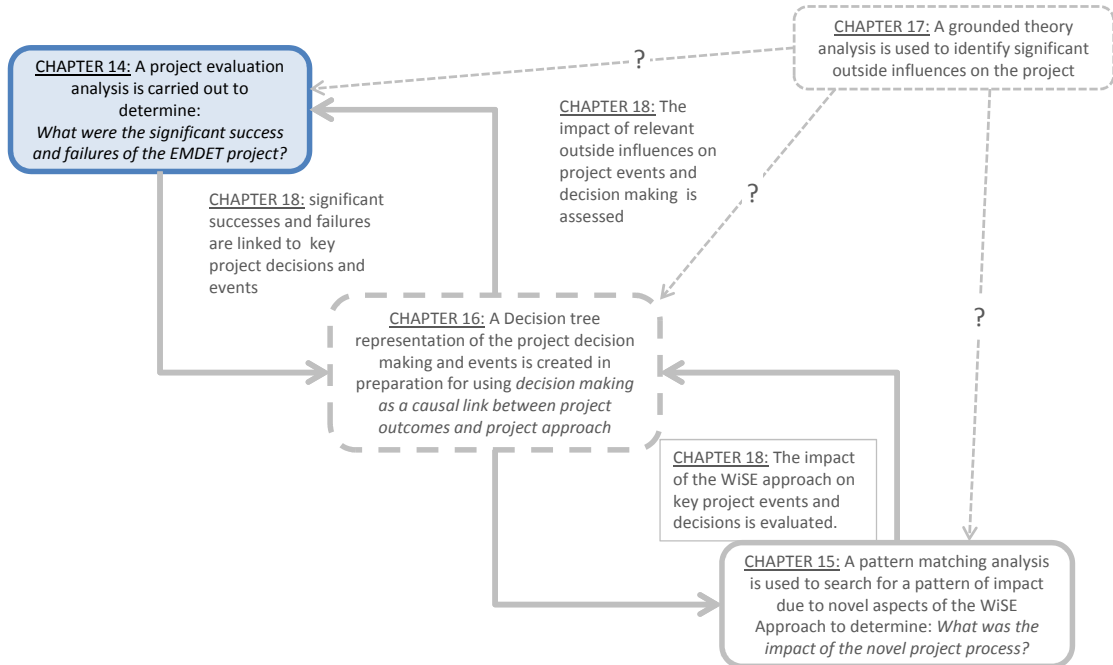 CHAPTER 17: A grounded theory
analysis is used to identify significant
outside influences on the project
?
CHAPTER 14: A project evaluation
analysis is carried out to
determine:
What were the significant success
and failures of the EMDET project?
CHAPTER 18: The
impact of relevant
outside influences on
project events and
decision making is
assessed
?
CHAPTER 18: significant
successes and failures
are linked to key
project decisions and
events
?
CHAPTER 16: A Decision tree
representation of the project decision
making and events is created in
preparation for using decision making
as a causal link between project
outcomes and project approach
CHAPTER 18: The impact
of the WiSE approach on
key project events and
decisions is evaluated.
CHAPTER 15: A pattern matching analysis
is used to search for a pattern of impact
due to novel aspects of the WiSE
Approach to determine: What was the
impact of the novel project process?